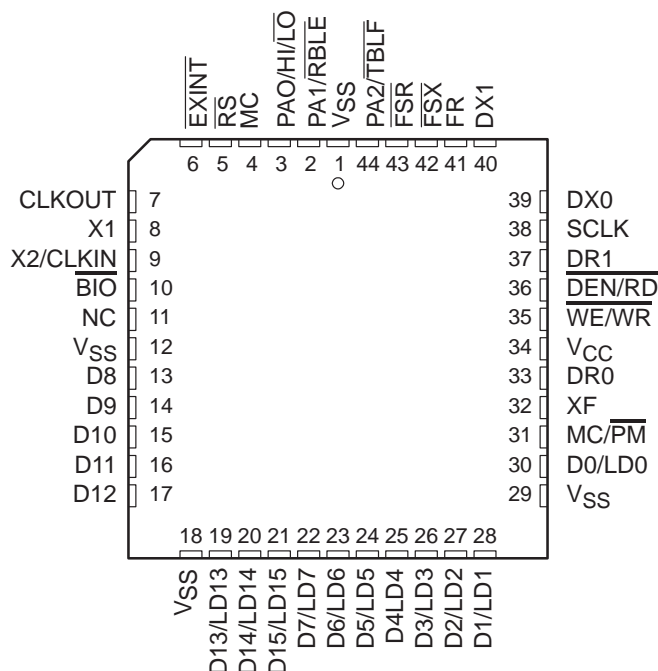 EXINT
RS
MC
PAO/HI/LO
PA1/RBLE
VSS
PA2/TBLF
FSR
FSX
FR
DX1
6 5 4 3 2 1 44 43 42 41 40
CLKOUT 7
X1 8
X2/CLKIN 9
BIO 10
NC 11
VSS 12
D8 13
D9 14
D10 15
D11 16
D12 17
39 DX0
38 SCLK
37 DR1
36 DEN/RD
35 WE/WR
34 VCC
33 DR0
32 XF
31 MC/PM
30 D0/LD0
29 VSS
18 19 20 21 22 23 24 25 26 27 28
VSS
D13/LD13
D14/LD14
D15/LD15
D7/LD7
D6/LD6
D5/LD5
D4LD4
D3/LD3
D2/LD2
D1/LD1